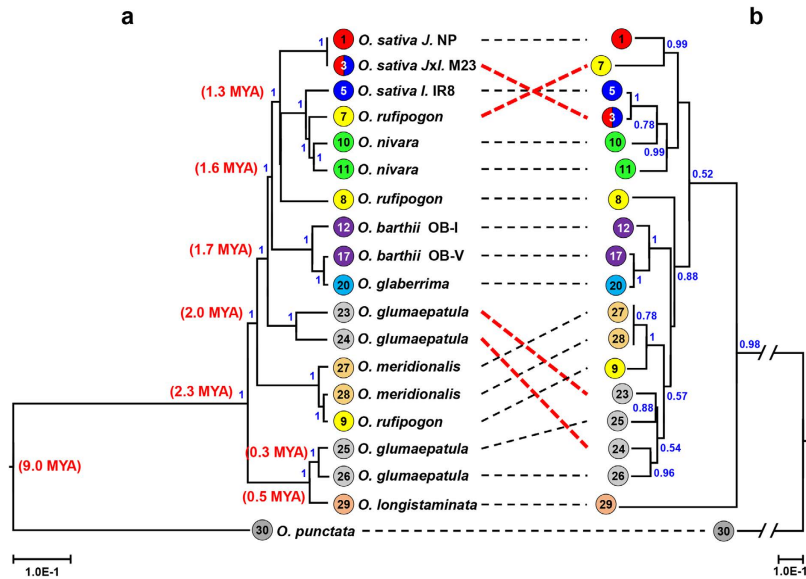 a b
1 O. sativa J. NP 1 0.99
1
3 O. sativa JxI. M23 7
(1.3 MYA) 1 5 O. sativa I. IR8 5 1
1
7 O. rufipogon 3 0.78
1 10 O. nivara 10 0.99
1
(1.6 MYA) 1 11 O. nivara 11 0.52
8 O. rufipogon 8
12 O. barthii OB-I 12 1
(1.7 MYA) 1 1 17 O. barthii OB-V 17 0.88
1 20 O. glaberrima 20 1
(2.0 MYA) 1 23 O. glumaepatula 27 0.78
24 O. glumaepatula 28 1 0.98
27 O. meridionalis 9
(2.3 MYA) 1 1 28 O. meridionalis 23 0.57
1 9 O. rufipogon 25 0.88
(0.3 MYA) 1 25 O. glumaepatula 24 0.54
(9.0 MYA) 26 O. glumaepatula 26 0.96
1
(0.5 MYA) 29 O. longistaminata 29
30 O. punctata 30
1.0E-1 1.0E-1